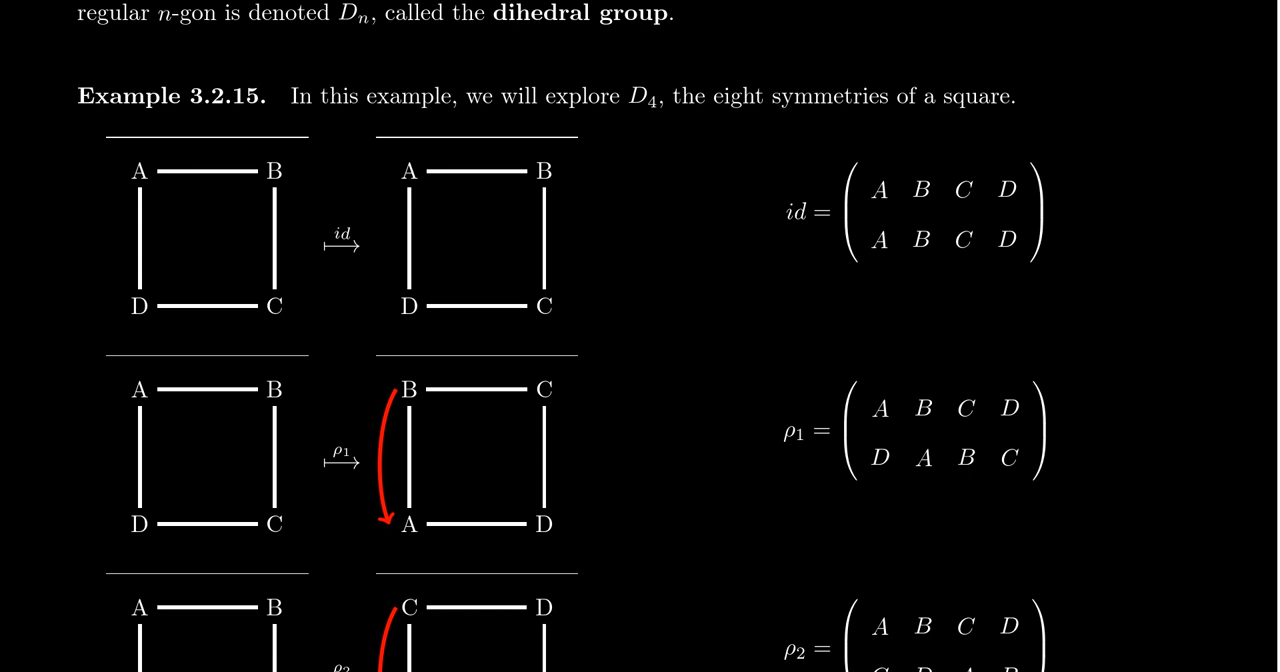 regular n-gon is denoted Dₙ, called the dihedral group.
Example 3.2.15. In this example, we will explore D₄, the eight symmetries of a square.
A B A B
id
D C D C
id =
A B C D
A B C D
A B B C
ρ₁
D C A D
ρ₁ =
A B C D
D A B C
A B C D
ρ₂
ρ₂ =
A B C D